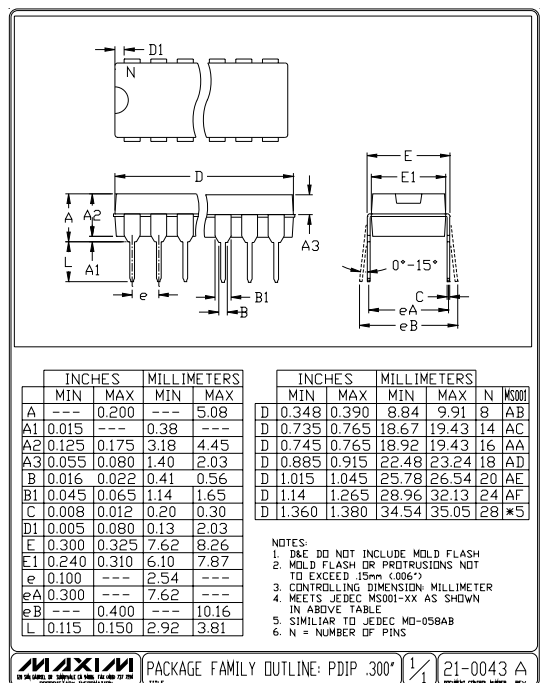 D1
N
D
E
E1
A
A2
A3
L
A1
0°-15°
e
B1
B
C
eA
eB
INCHES MILLIMETERS
MIN MAX MIN MAX
A --- 0.200 --- 5.08
A1 0.015 --- 0.38 ---
A2 0.125 0.175 3.18 4.45
A3 0.055 0.080 1.40 2.03
B 0.016 0.022 0.41 0.56
B1 0.045 0.065 1.14 1.65
C 0.008 0.012 0.20 0.30
D1 0.005 0.080 0.13 2.03
E 0.300 0.325 7.62 8.26
E1 0.240 0.310 6.10 7.87
e 0.100 --- 2.54 ---
eA 0.300 --- 7.62 ---
eB --- 0.400 --- 10.16
L 0.115 0.150 2.92 3.81
INCHES MILLIMETERS
MIN MAX MIN MAX N MS001
D 0.348 0.390 8.84 9.91 8 AB
D 0.735 0.765 18.67 19.43 14 AC
D 0.745 0.765 18.92 19.43 16 AA
D 0.885 0.915 22.48 23.24 18 AD
D 1.015 1.045 25.78 26.54 20 AE
D 1.14 1.265 28.96 32.13 24 AF
D 1.360 1.380 34.54 35.05 28 *5
NOTES:
1. D&E DO NOT INCLUDE MOLD FLASH
2. MOLD FLASH OR PROTRUSIONS NOT
TO EXCEED .15mm (.006")
3. CONTROLLING DIMENSION: MILLIMETER
4. MEETS JEDEC MS001-XX AS SHOWN
IN ABOVE TABLE
5. SIMILIAR TO JEDEC MO-058AB
6. N = NUMBER OF PINS
MAXIM
PACKAGE FAMILY OUTLINE: PDIP .300"
TITLE
1/1
21-0043 A